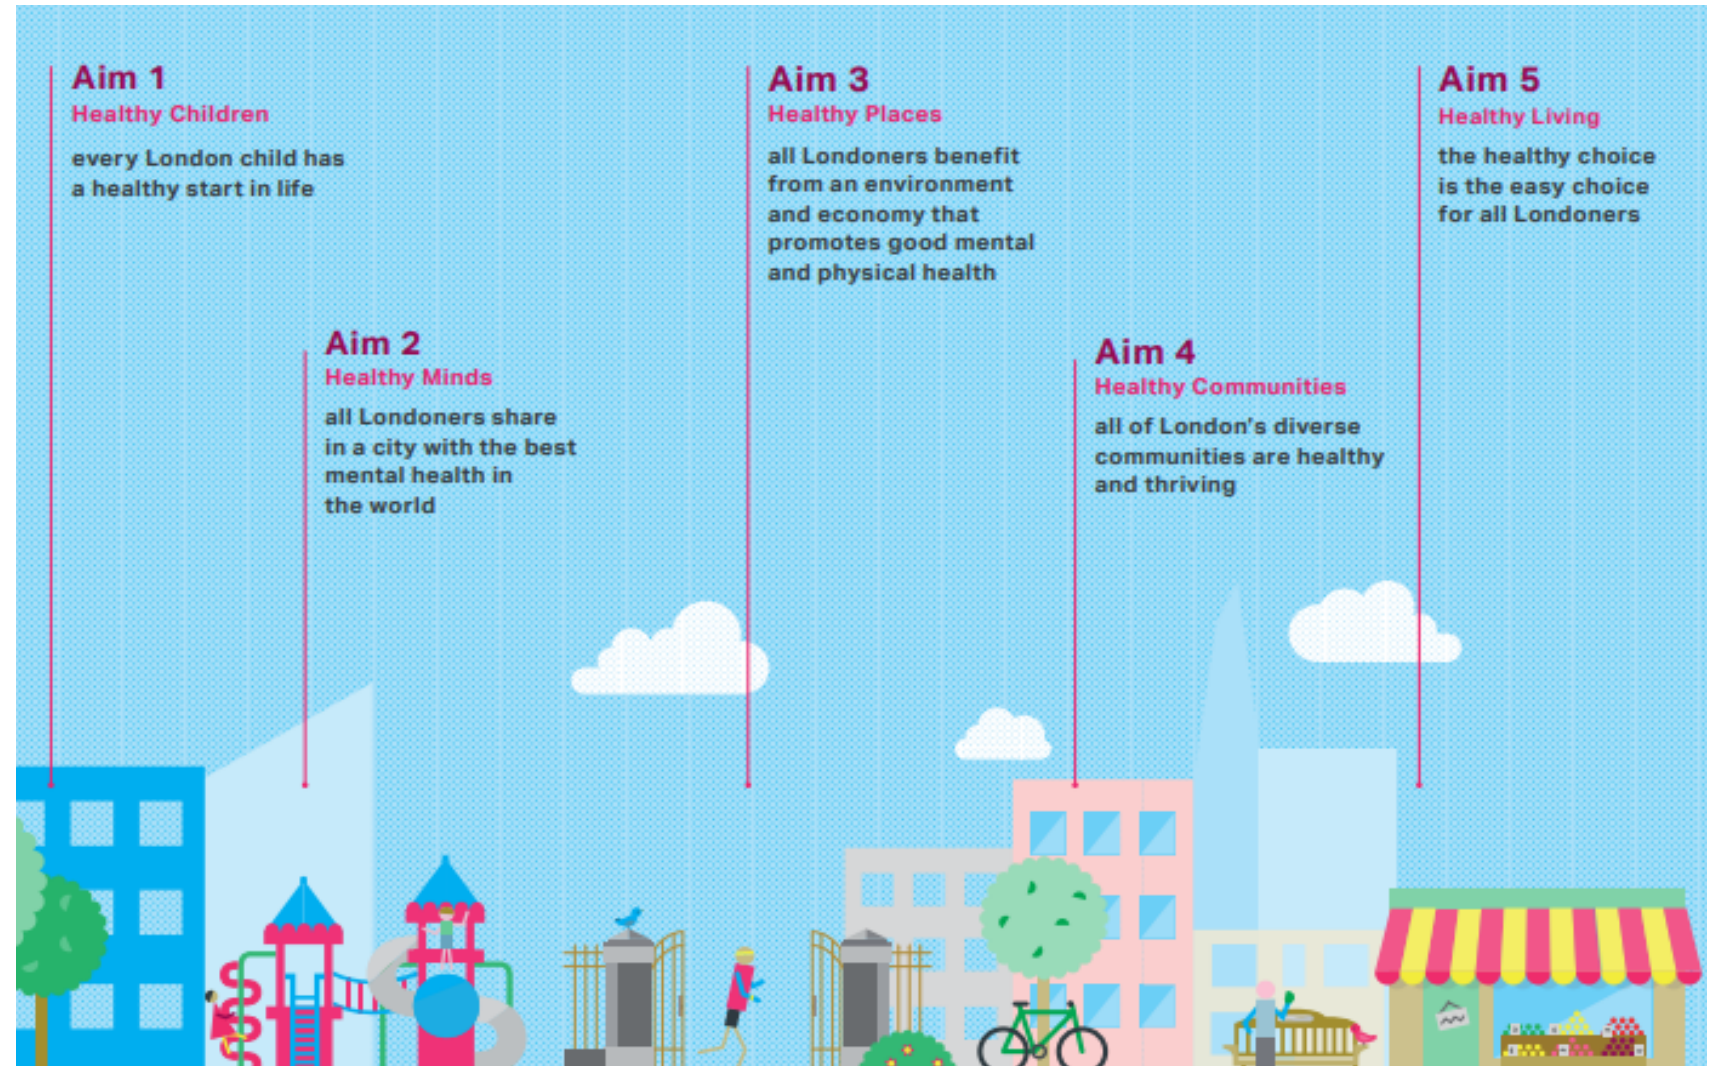 Aim 1
Healthy Children
every London child has
a healthy start in life
Aim 2
Healthy Minds
all Londoners share
in a city with the best
mental health in
the world
Aim 3
Healthy Places
all Londoners benefit
from an environment
and economy that
promotes good mental
and physical health
Aim 4
Healthy Communities
all of London's diverse
communities are healthy
and thriving
Aim 5
Healthy Living
the healthy choice
is the easy choice
for all Londoners